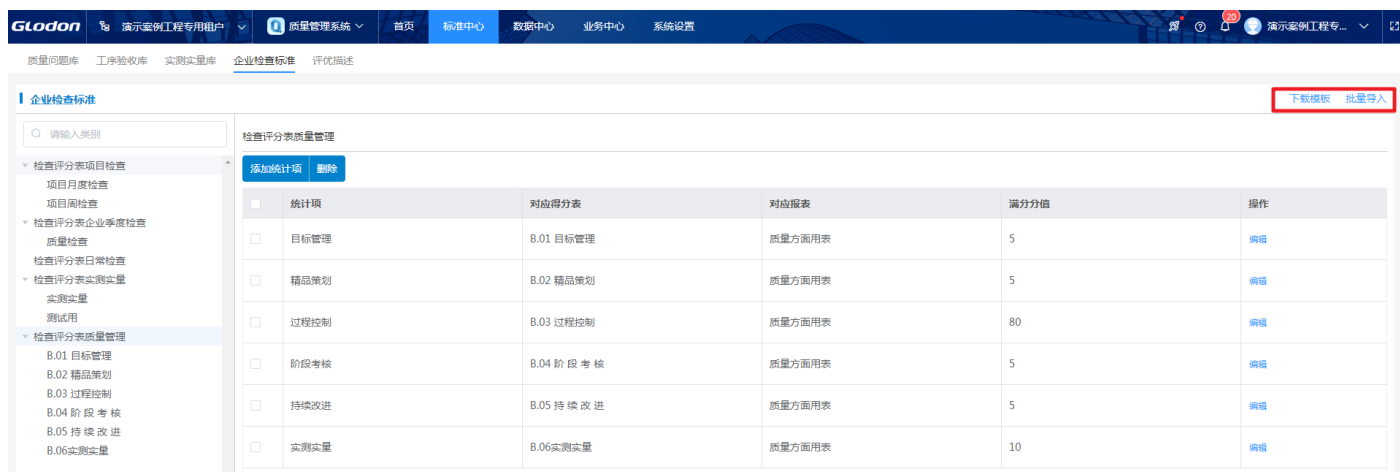 GLodon 演示案例工程专用租户 质量管理系统 首页 标准中心 数据中心 业务中心 系统设置 20 演示案例工程专...
质量问题库 工序验收库 实测实量库 企业检查标准 评优描述
企业检查标准 下载模板 批量导入
请输入类别
检查评分表项目检查
项目月度检查
项目周检查
检查评分表企业季度检查
质量检查
检查评分表日常检查
检查评分表实测实量
实测实量
测试用
检查评分表质量管理
B.01 目标管理
B.02 精品策划
B.03 过程控制
B.04 阶 段 考 核
B.05 持 续 改 进
B.06实测实量
检查评分表质量管理
添加统计项 删除
统计项 对应得分表 对应报表 满分分值 操作
目标管理 B.01 目标管理 质量方面用表 5 编辑
精品策划 B.02 精品策划 质量方面用表 5 编辑
过程控制 B.03 过程控制 质量方面用表 80 编辑
阶段考核 B.04 阶 段 考 核 质量方面用表 5 编辑
持续改进 B.05 持 续 改 进 质量方面用表 5 编辑
实测实量 B.06实测实量 质量方面用表 10 编辑